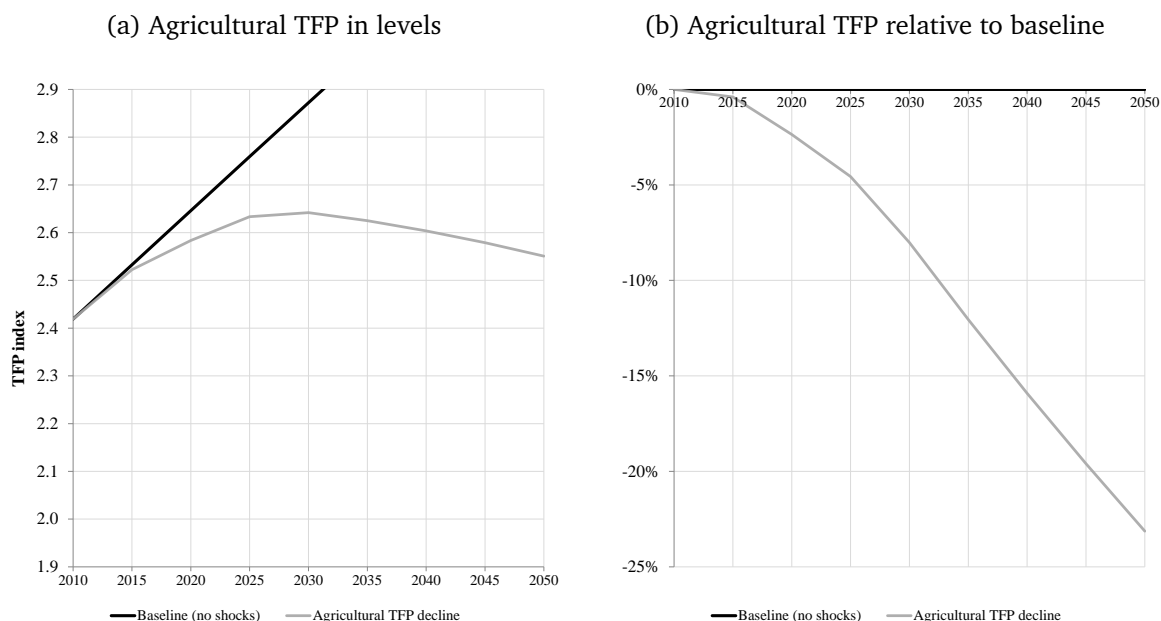 (a) Agricultural TFP in levels
2.9
2.8
2.7
2.6
2.5
2.4
2.3
2.2
2.1
2.0
1.9
TFP index
2010 2015 2020 2025 2030 2035 2040 2045 2050
Baseline (no shocks) Agricultural TFP decline
(b) Agricultural TFP relative to baseline
0%
2010 2015 2020 2025 2030 2035 2040 2045 2050
-5%
-10%
-15%
-20%
-25%
Baseline (no shocks) Agricultural TFP decline